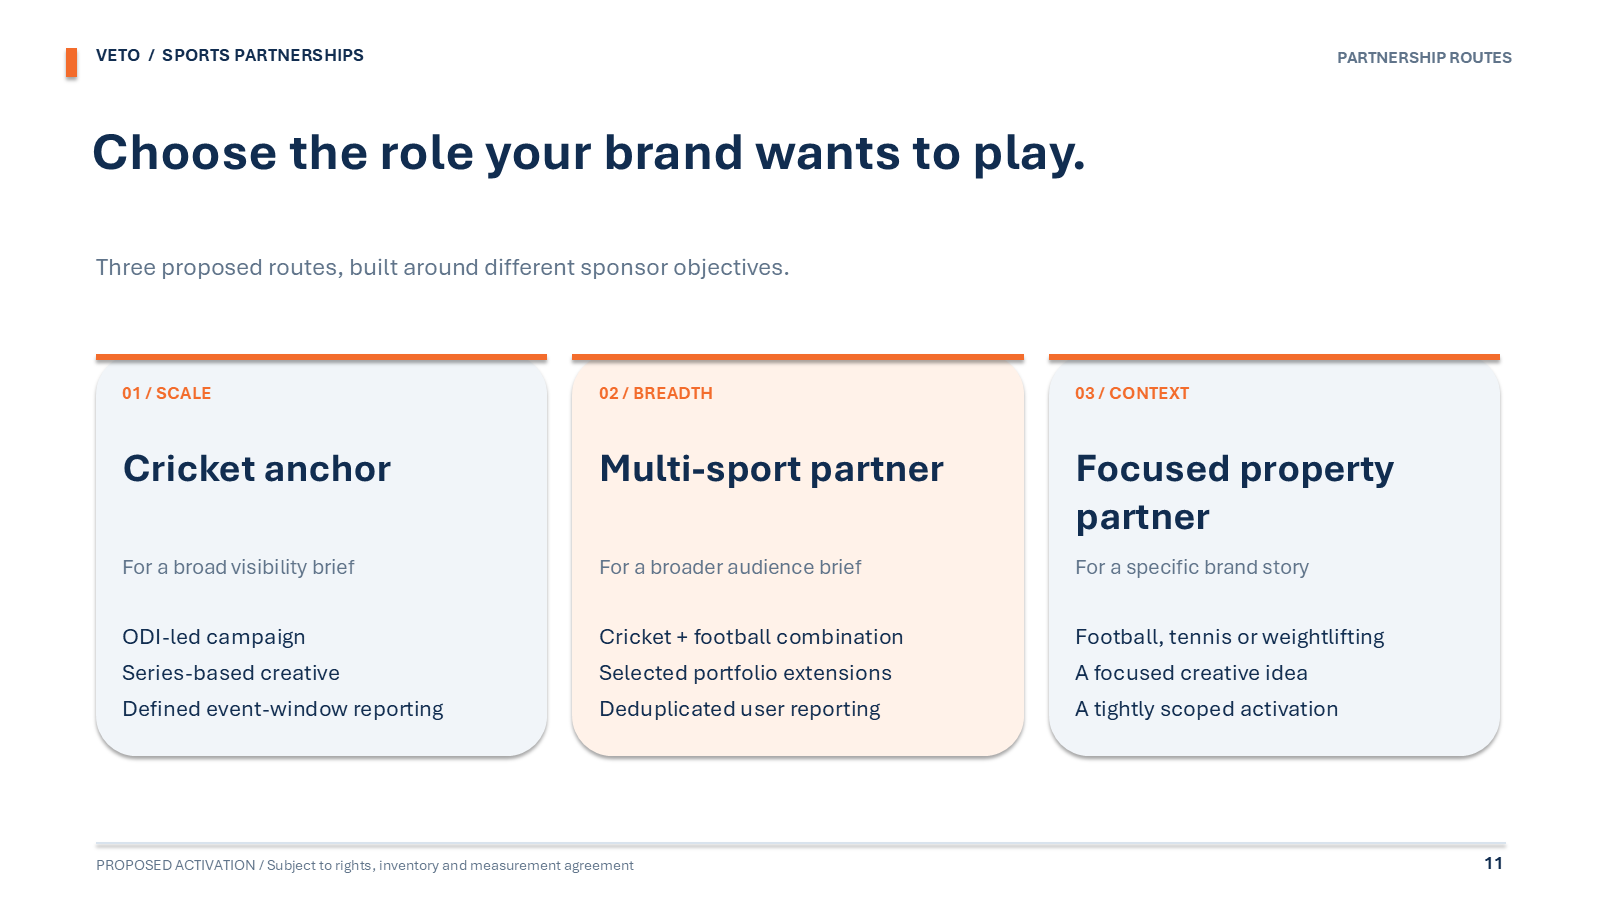 VETO / SPORTS PARTNERSHIPS
PARTNERSHIP ROUTES
Choose the role your brand wants to play.
Three proposed routes, built around different sponsor objectives.
01 / SCALE
Cricket anchor
For a broad visibility brief
ODI-led campaign
Series-based creative
Defined event-window reporting
02 / BREADTH
Multi-sport partner
For a broader audience brief
Cricket + football combination
Selected portfolio extensions
Deduplicated user reporting
03 / CONTEXT
Focused property
partner
For a specific brand story
Football, tennis or weightlifting
A focused creative idea
A tightly scoped activation
PROPOSED ACTIVATION / Subject to rights, inventory and measurement agreement
11